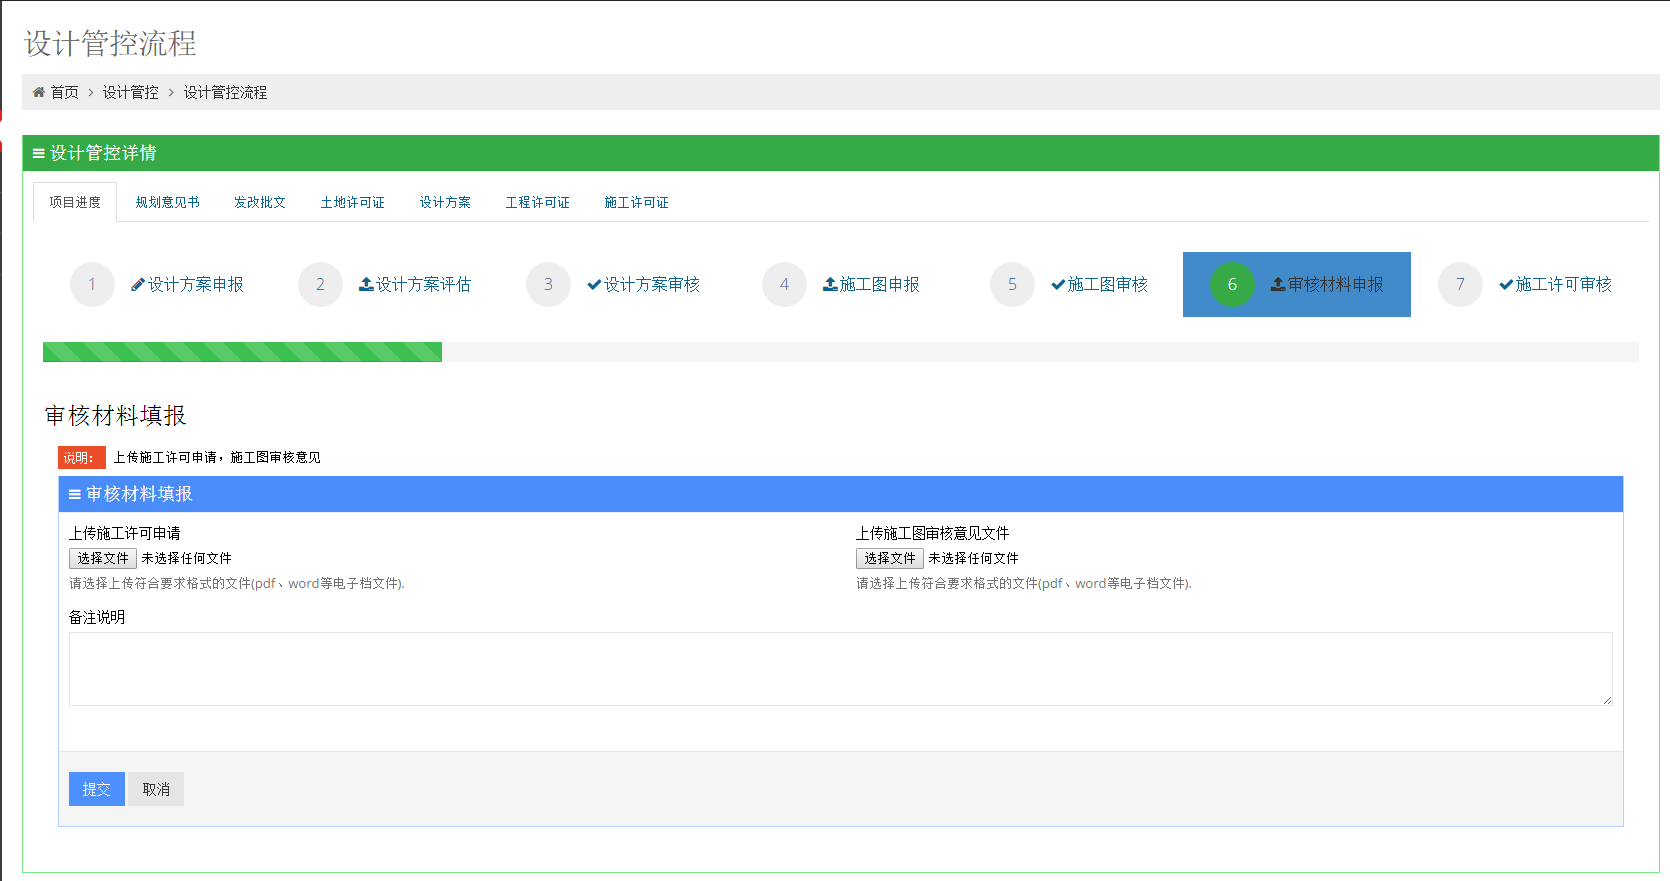 设计管控流程
首页 > 设计管控 > 设计管控流程
设计管控详情
项目进度 规划意见书 发改批文 土地许可证 设计方案 工程许可证 施工许可证
1 设计方案申报 2 设计方案评估 3 设计方案审核 4 施工图申报 5 施工图审核 6 审核材料申报 7 施工许可审核
审核材料填报
说明： 上传施工许可申请，施工图审核意见
审核材料填报
上传施工许可申请 上传施工图审核意见文件
选择文件 未选择任何文件 选择文件 未选择任何文件
请选择上传符合要求格式的文件(pdf、word等电子档文件). 请选择上传符合要求格式的文件(pdf、word等电子档文件).
备注说明
提交 取消